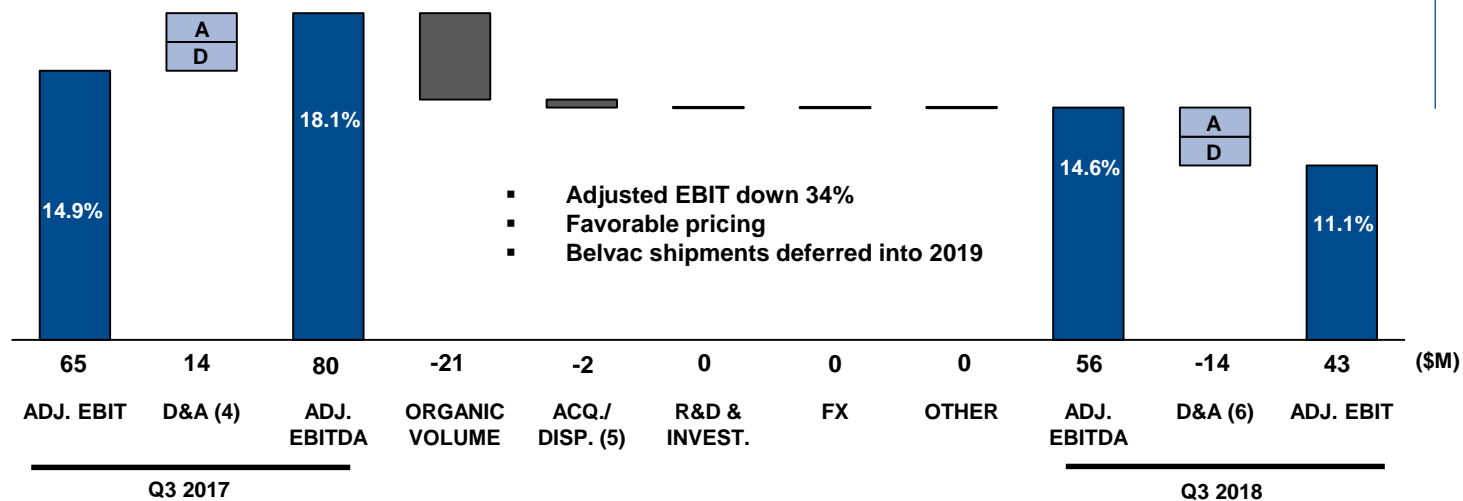 A
D
18.1%
14.9%
A
D
14.6%
11.1%
▪ Adjusted EBIT down 34%
▪ Favorable pricing
▪ Belvac shipments deferred into 2019
65 14 80 -21 -2 0 0 0 56 -14 43 ($M)
ADJ. EBIT D&A (4) ADJ. EBITDA ORGANIC VOLUME ACQ./ DISP. (5) R&D & INVEST. FX OTHER ADJ. EBITDA D&A (6) ADJ. EBIT
Q3 2017 Q3 2018